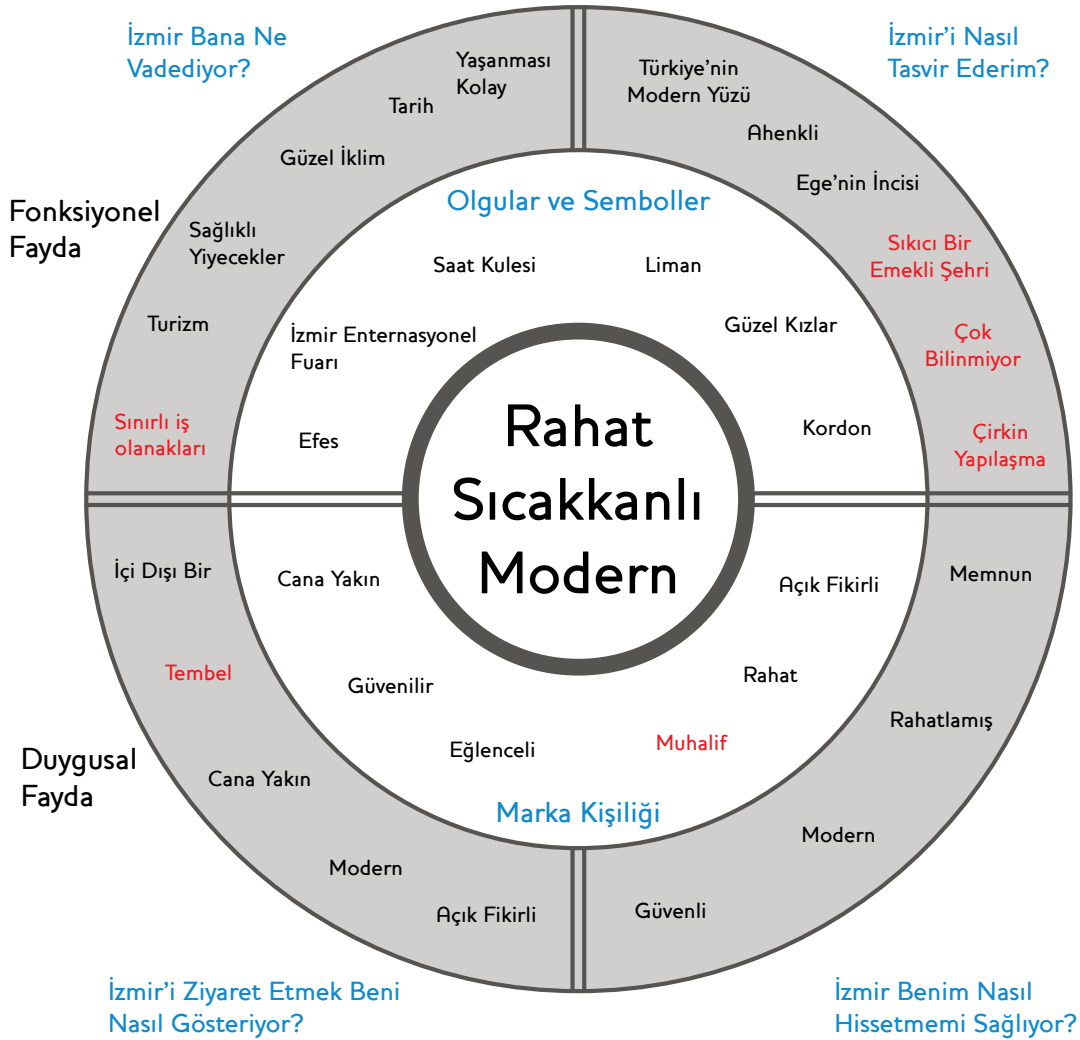 İzmir Bana Ne
Vadediyor?
İzmir'i Nasıl
Tasvir Ederim?
Fonksiyonel
Fayda
Yaşanması
Kolay
Tarih
Güzel İklim
Sağlıklı
Yiyecekler
Turizm
Sınırlı iş
olanakları
Türkiye'nin
Modern Yüzü
Ahenkli
Ege'nin İncisi
Sıkıcı Bir
Emekli Şehri
Çok
Bilinmiyor
Çirkin
Yapılaşma
Olgular ve Semboller
Saat Kulesi
Liman
İzmir Enternasyonel
Fuarı
Güzel Kızlar
Efes
Kordon
Rahat
Sıcakkanlı
Modern
İçi Dışı Bir
Tembel
Cana Yakın
Modern
Açık Fikirli
Cana Yakın
Güvenilir
Eğlenceli
Muhalif
Rahat
Açık Fikirli
Marka Kişiliği
Memnun
Rahatlamış
Modern
Güvenli
Duygusal
Fayda
İzmir'i Ziyaret Etmek Beni
Nasıl Gösteriyor?
İzmir Benim Nasıl
Hissetmemi Sağlıyor?